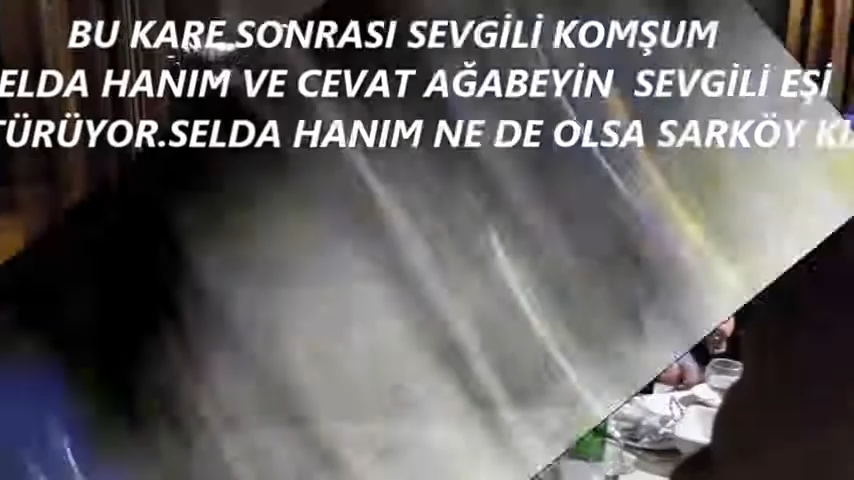 BU KARE SONRASI SEVGİLİ KOMŞUM
ELDA HANIM VE CEVAT AĞABEYİN SEVGİLİ EŞİ
TÜRÜYOR.SELDA HANIM NE DE OLSA SARKÖY